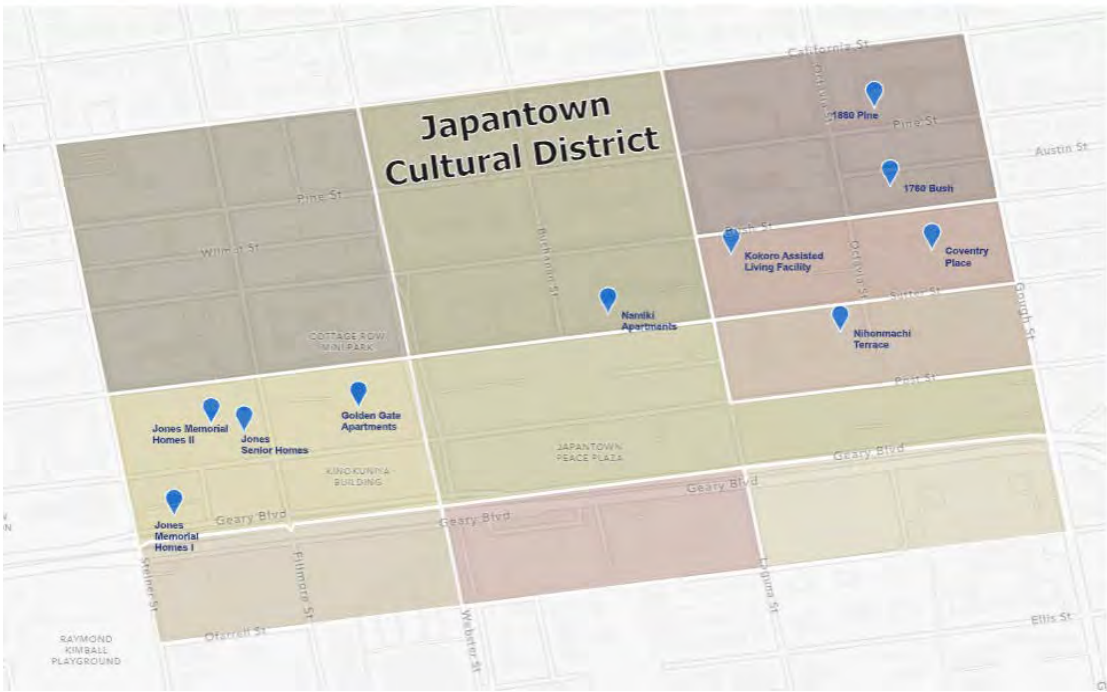 Japantown
Cultural District
California St
Octavia St
1880 Pine
Pine St
Austin St
1760 Bush
Pine St
Wilmot St
Buchanan St
Bush St
Kokoro Assisted
Living Facility
Octavia St
Coventry
Place
Sutter St
Gough St
Namiki
Apartments
Nihonmachi
Terrace
COTTAGE ROW
MINI PARK
Post St
Jones Memorial
Homes II
Jones
Senior Homes
Golden Gate
Apartments
JAPANTOWN
PEACE PLAZA
Geary Blvd
KINOKUNIYA
BUILDING
Geary Blvd
Geary Blvd
Geary Blvd
Jones
Memorial
Homes I
Steiner St
Fillmore St
Webster St
Laguna St
Ofarrell St
Ellis St
RAYMOND
KIMBALL
PLAYGROUND